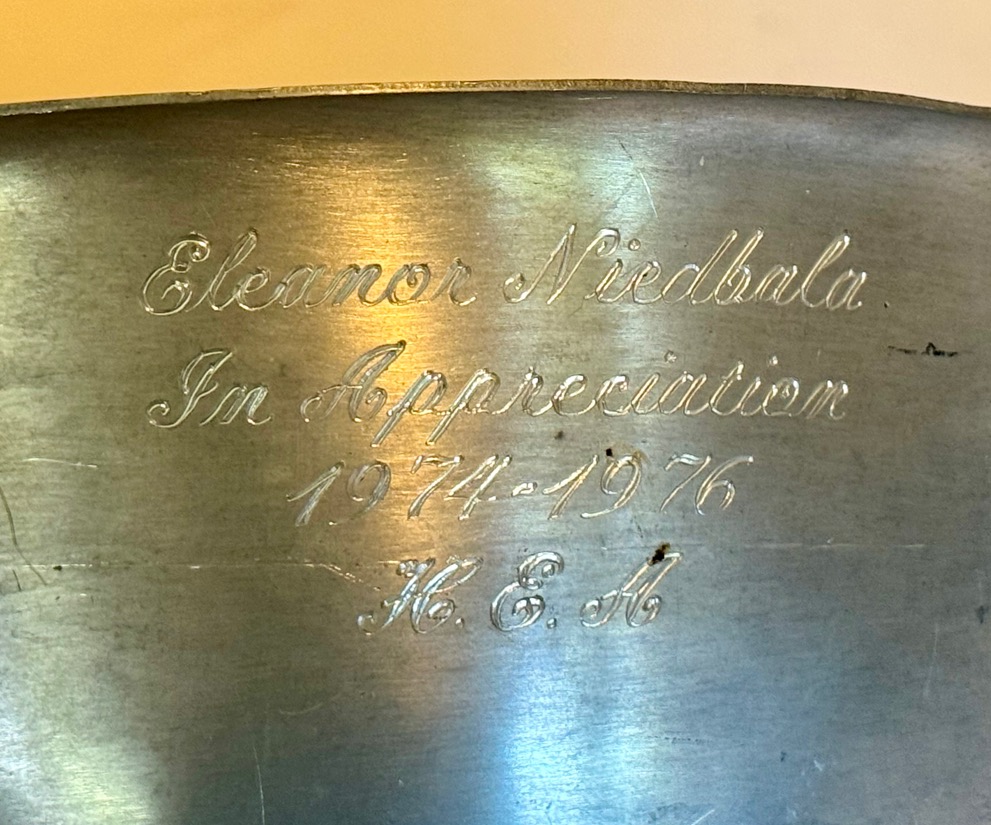 Eleanor Niedbala
In Appreciation
1974-1976
H. E. A